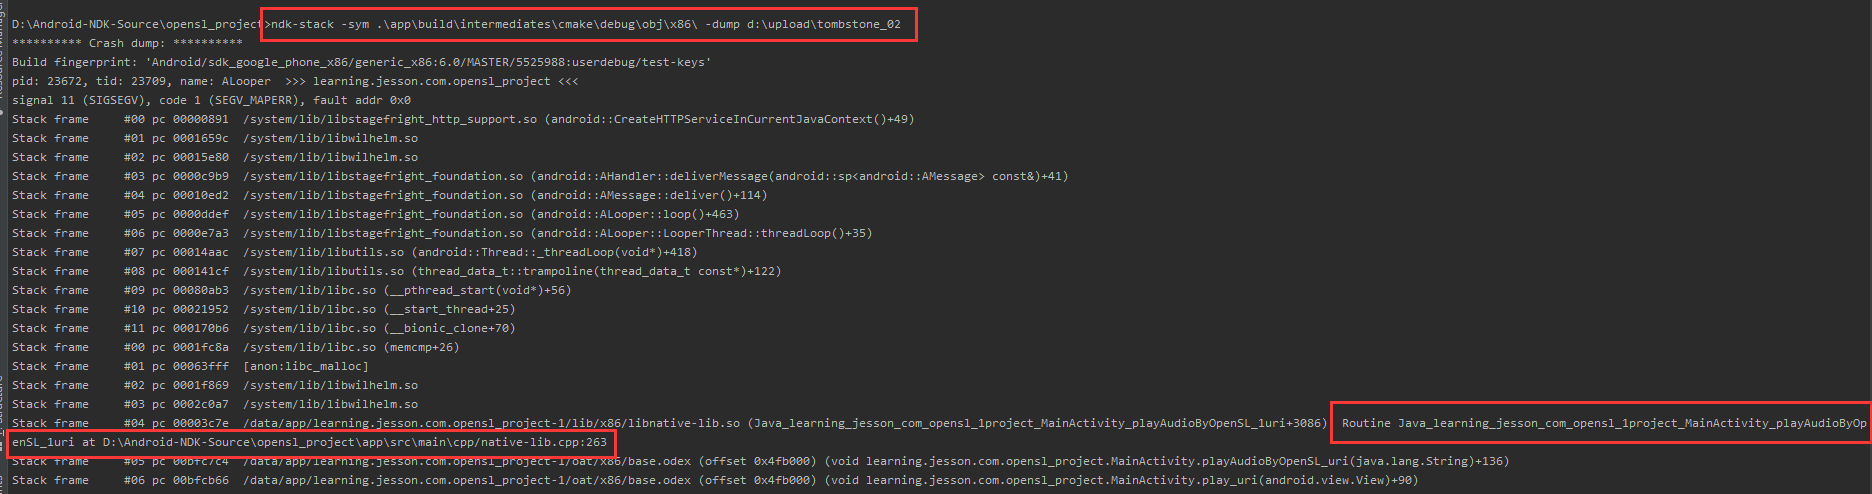 D:\Android-NDK-Source\opensl_project>ndk-stack -sym .\app\build\intermediates\cmake\debug\obj\x86\ -dump d:\upload\tombstone_02
********** Crash dump: **********
Build fingerprint: 'Android/sdk_google_phone_x86/generic_x86:6.0/MASTER/5525988:userdebug/test-keys'
pid: 23672, tid: 23709, name: ALooper  >>> learning.jesson.com.opensl_project <<<
signal 11 (SIGSEGV), code 1 (SEGV_MAPERR), fault addr 0x0
Stack frame     #00 pc 00000891  /system/lib/libstagefright_http_support.so (android::CreateHTTPServiceInCurrentJavaContext()+49)
Stack frame     #01 pc 0001659c  /system/lib/libwilhelm.so
Stack frame     #02 pc 00015e80  /system/lib/libwilhelm.so
Stack frame     #03 pc 0000c9b9  /system/lib/libstagefright_foundation.so (android::AHandler::deliverMessage(android::sp<android::AMessage> const&)+41)
Stack frame     #04 pc 00010ed2  /system/lib/libstagefright_foundation.so (android::AMessage::deliver()+114)
Stack frame     #05 pc 0000ddef  /system/lib/libstagefright_foundation.so (android::ALooper::loop()+463)
Stack frame     #06 pc 0000e7a3  /system/lib/libstagefright_foundation.so (android::ALooper::LooperThread::threadLoop()+35)
Stack frame     #07 pc 00014aac  /system/lib/libutils.so (android::Thread::_threadLoop(void*)+418)
Stack frame     #08 pc 000141cf  /system/lib/libutils.so (thread_data_t::trampoline(thread_data_t const*)+122)
Stack frame     #09 pc 00080ab3  /system/lib/libc.so (__pthread_start(void*)+56)
Stack frame     #10 pc 00021952  /system/lib/libc.so (__start_thread+25)
Stack frame     #11 pc 000170b6  /system/lib/libc.so (__bionic_clone+70)
Stack frame     #00 pc 0001fc8a  /system/lib/libc.so (memcmp+26)
Stack frame     #01 pc 00063fff  [anon:libc_malloc]
Stack frame     #02 pc 0001f869  /system/lib/libwilhelm.so
Stack frame     #03 pc 0002c0a7  /system/lib/libwilhelm.so
Stack frame     #04 pc 00003c7e  /data/app/learning.jesson.com.opensl_project-1/lib/x86/libnative-lib.so (Java_learning_jesson_com_opensl_1project_MainActivity_playAudioByOpenSL_1uri+3086)  Routine Java_learning_jesson_com_opensl_1project_MainActivity_playAudioByOp
enSL_1uri at D:\Android-NDK-Source\opensl_project\app\src\main\cpp/native-lib.cpp:263
Stack frame     #05 pc 00bfc7c4  /data/app/learning.jesson.com.opensl_project-1/oat/x86/base.odex (offset 0x4fb000) (void learning.jesson.com.opensl_project.MainActivity.playAudioByOpenSL_uri(java.lang.String)+136)
Stack frame     #06 pc 00bfcb66  /data/app/learning.jesson.com.opensl_project-1/oat/x86/base.odex (offset 0x4fb000) (void learning.jesson.com.opensl_project.MainActivity.play_uri(android.view.View)+90)